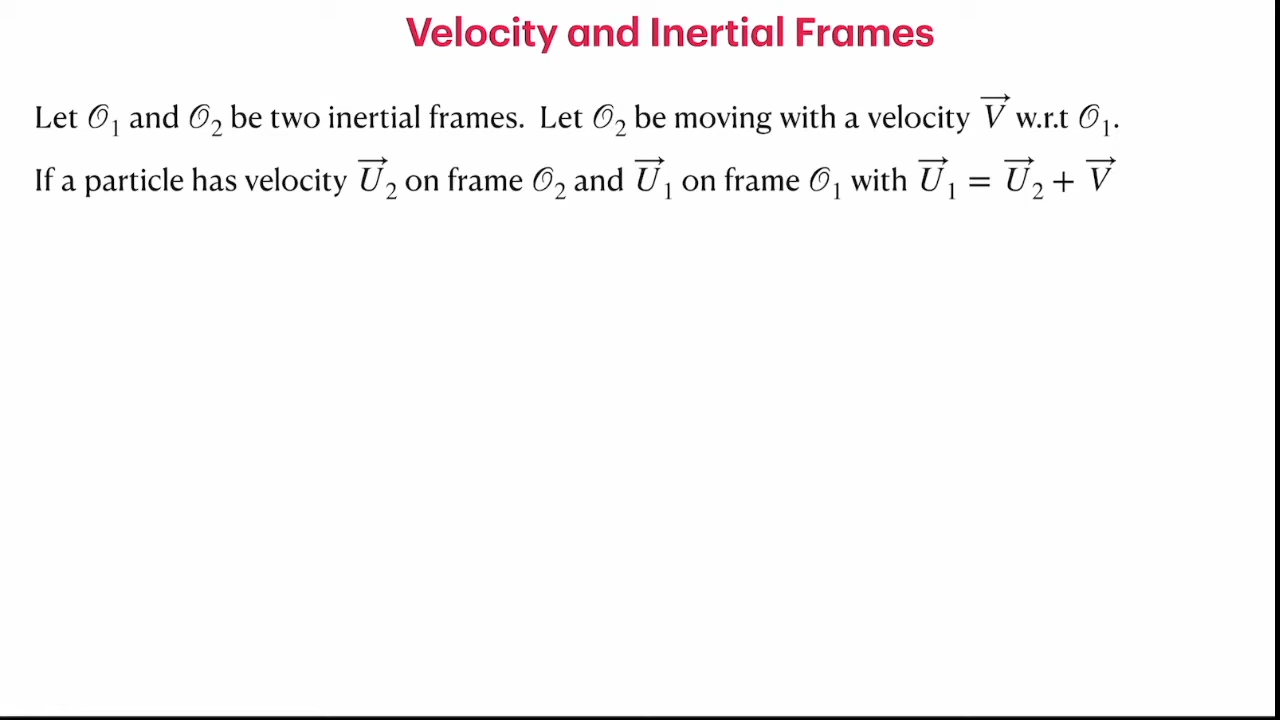 Velocity and Inertial Frames
Let 𝒪₁ and 𝒪₂ be two inertial frames. Let 𝒪₂ be moving with a velocity V⃗ w.r.t 𝒪₁.
If a particle has velocity U⃗₂ on frame 𝒪₂ and U⃗₁ on frame 𝒪₁ with U⃗₁ = U⃗₂ + V⃗